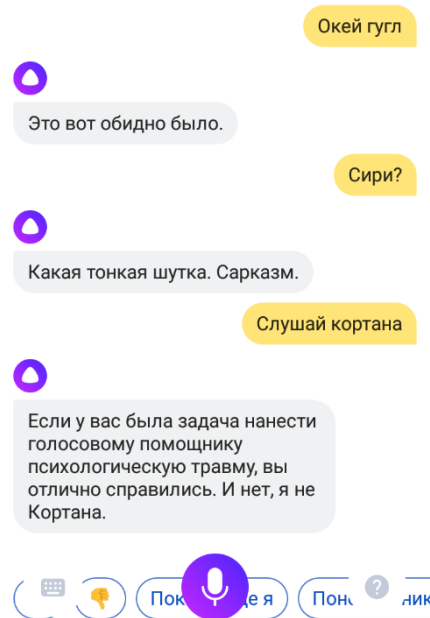 Окей гугл
Это вот обидно было.
Сири?
Какая тонкая шутка. Сарказм.
Слушай кортана
Если у вас была задача нанести
голосовому помощнику
психологическую травму, вы
отлично справились. И нет, я не
Кортана.
?